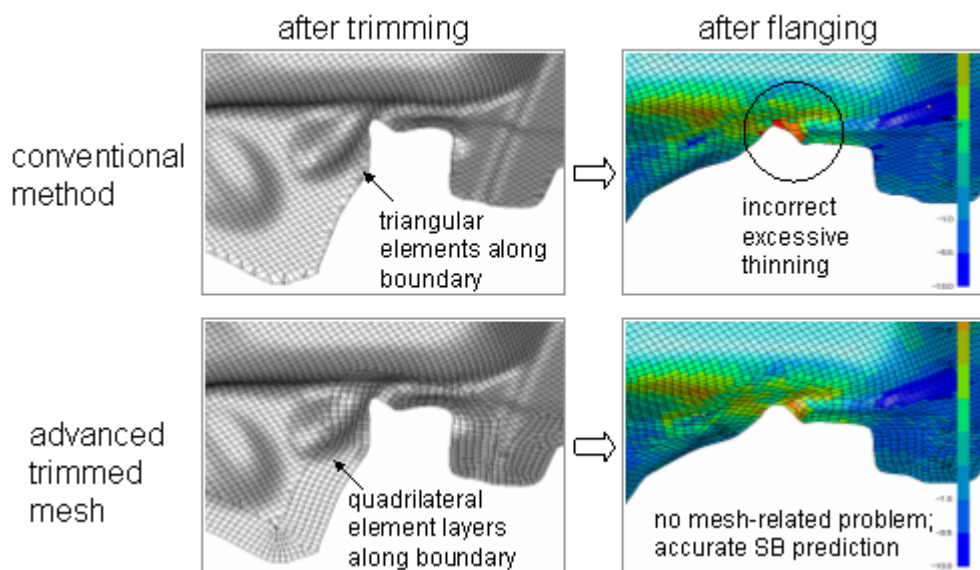 after trimming
after flanging
conventional
method
triangular
elements along
boundary
incorrect
excessive
thinning
advanced
trimmed
mesh
quadrilateral
element layers
along boundary
no mesh-related problem;
accurate SB prediction